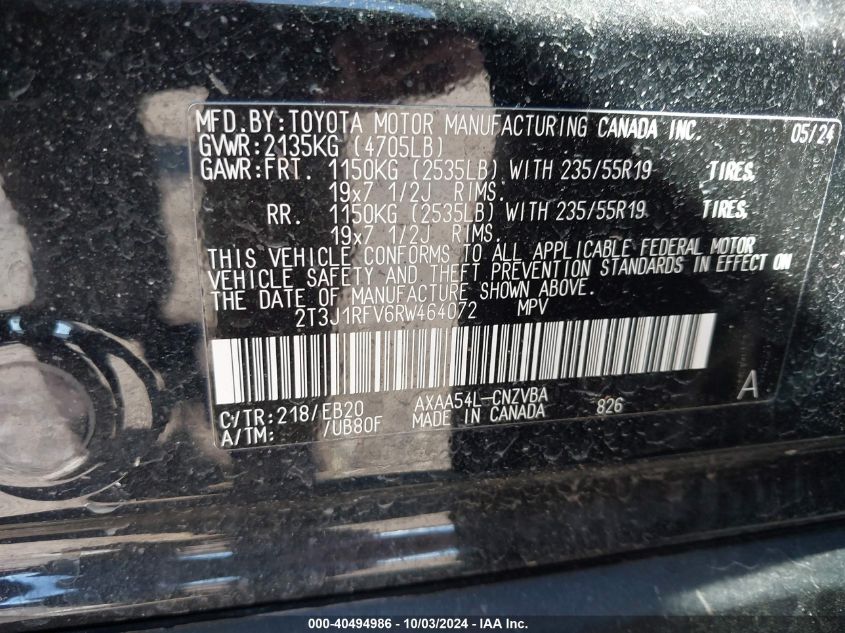 MFD.BY:TOYOTA MOTOR MANUFACTURING CANADA INC. 05/24
GVWR:2135KG (4705LB)
GAWR:FRT. 1150KG (2535LB) WITH 235/55R19 TIRES,
19x7 1/2J RIMS.
RR. 1150KG (2535LB) WITH 235/55R19 TIRES,
19x7 1/2J RIMS.
THIS VEHICLE CONFORMS TO ALL APPLICABLE FEDERAL MOTOR
VEHICLE SAFETY AND THEFT PREVENTION STANDARDS IN EFFECT ON
THE DATE OF MANUFACTURE SHOWN ABOVE.
2T3J1RFV6RW464072 MPV
C/TR:218/EB20 AXAA54L-CNZVBA 826 A
A/TM: /UB80F MADE IN CANADA
000-40494986 - 10/03/2024 - IAA Inc.